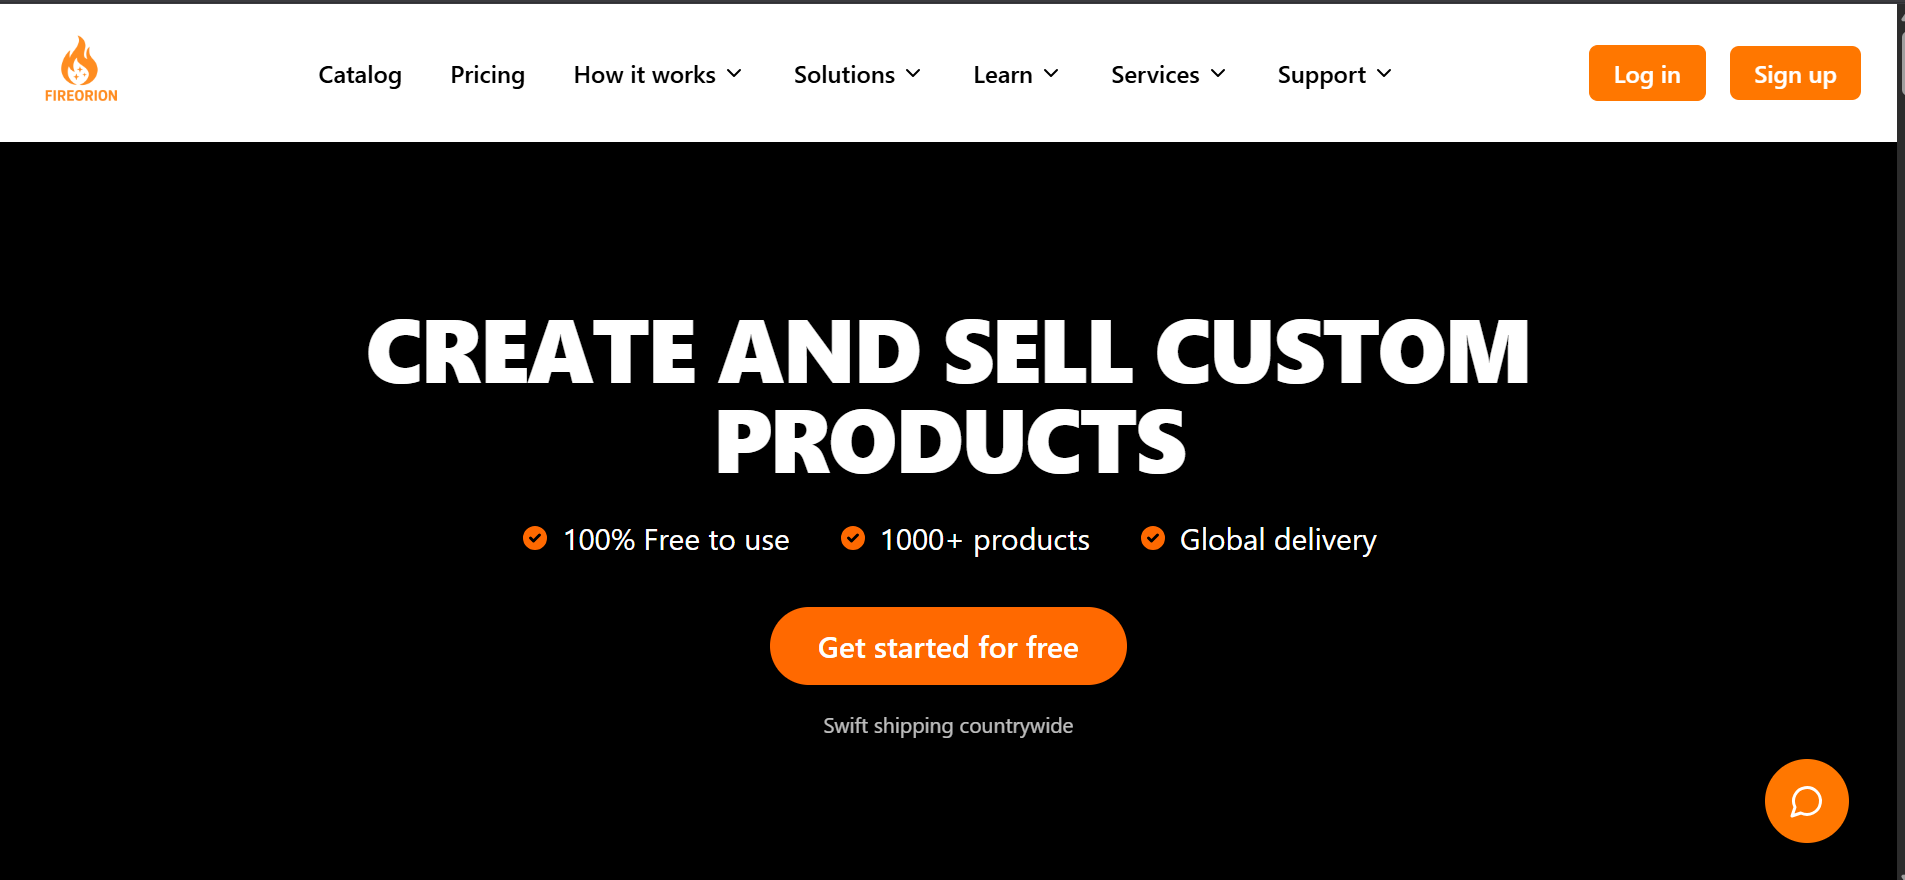 FIREORION
Catalog
Pricing
How it works
Solutions
Learn
Services
Support
Log in
Sign up
CREATE AND SELL CUSTOM
PRODUCTS
100% Free to use
1000+ products
Global delivery
Get started for free
Swift shipping countrywide